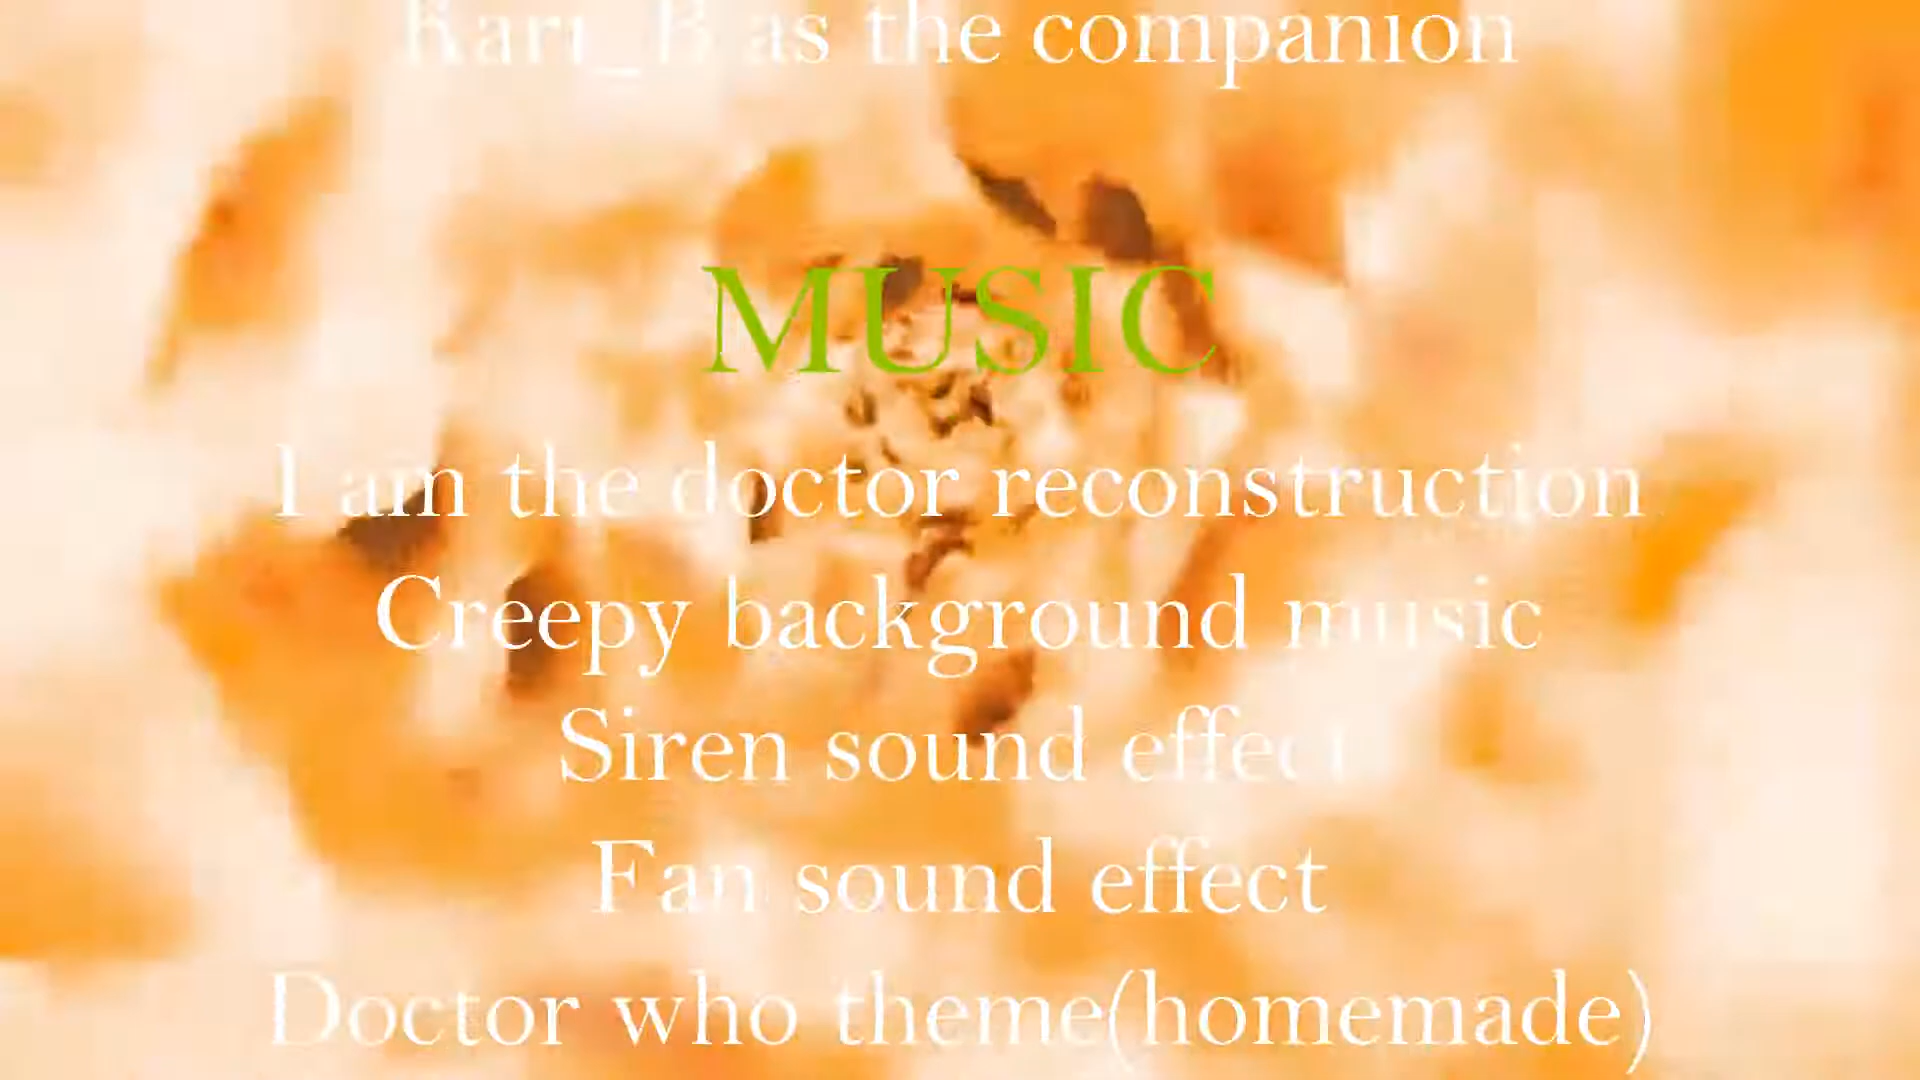 Kari_B as the companion
MUSIC
I am the doctor reconstruction
Creepy background music
Siren sound effect
Fan sound effect
Doctor who theme(homemade)